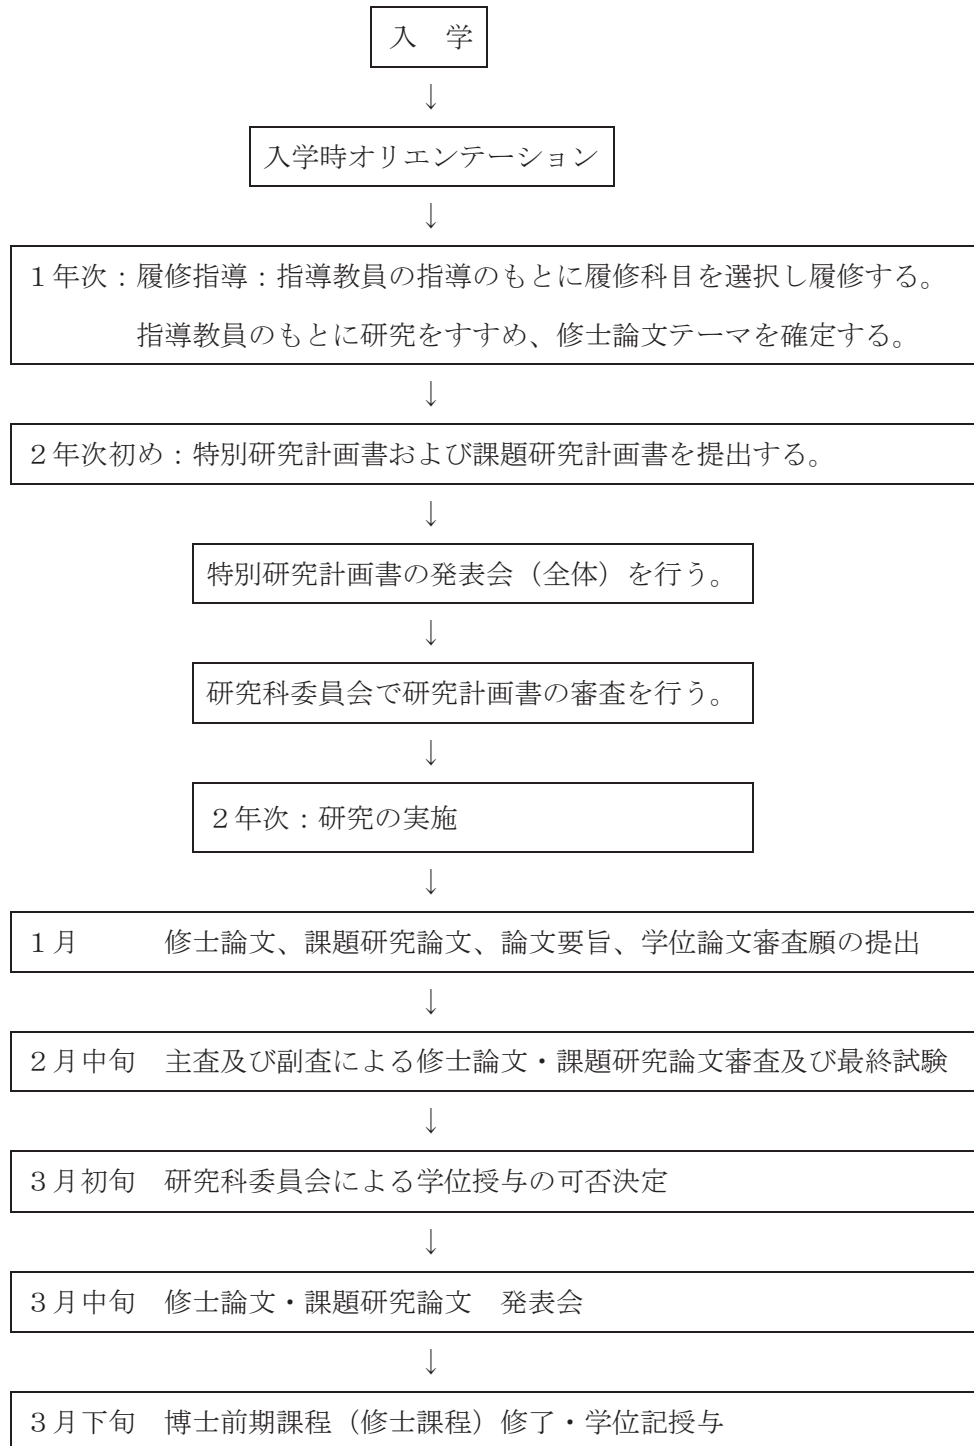 入　学
↓
入学時オリエンテーション
↓
１年次：履修指導：指導教員の指導のもとに履修科目を選択し履修する。
指導教員のもとに研究をすすめ、修士論文テーマを確定する。
↓
２年次初め：特別研究計画書および課題研究計画書を提出する。
↓
特別研究計画書の発表会（全体）を行う。
↓
研究科委員会で研究計画書の審査を行う。
↓
２年次：研究の実施
↓
１月　　　修士論文、課題研究論文、論文要旨、学位論文審査願の提出
↓
２月中旬　主査及び副査による修士論文・課題研究論文審査及び最終試験
↓
３月初旬　研究科委員会による学位授与の可否決定
↓
３月中旬　修士論文・課題研究論文　発表会
↓
３月下旬　博士前期課程（修士課程）修了・学位記授与